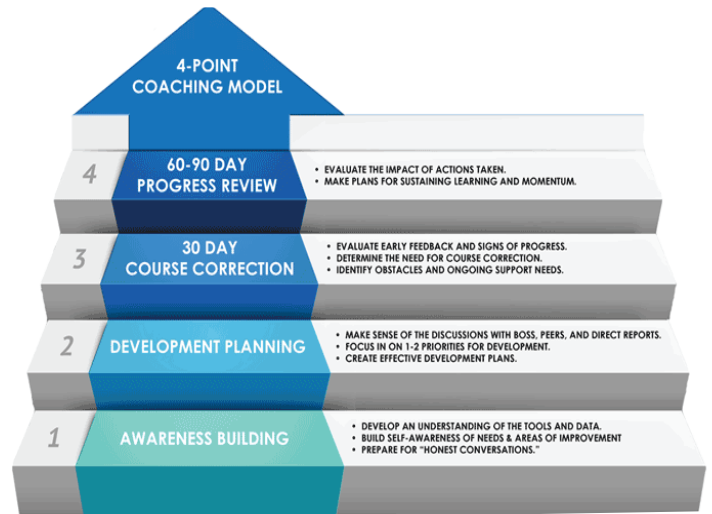 4-POINT
COACHING MODEL
4
60-90 DAY
PROGRESS REVIEW
• EVALUATE THE IMPACT OF ACTIONS TAKEN.
• MAKE PLANS FOR SUSTAINING LEARNING AND MOMENTUM.
3
30 DAY
COURSE CORRECTION
• EVALUATE EARLY FEEDBACK AND SIGNS OF PROGRESS.
• DETERMINE THE NEED FOR COURSE CORRECTION.
• IDENTIFY OBSTACLES AND ONGOING SUPPORT NEEDS.
2
DEVELOPMENT PLANNING
• MAKE SENSE OF THE DISCUSSIONS WITH BOSS, PEERS, AND DIRECT REPORTS.
• FOCUS IN ON 1-2 PRIORITIES FOR DEVELOPMENT.
• CREATE EFFECTIVE DEVELOPMENT PLANS.
1
AWARENESS BUILDING
• DEVELOP AN UNDERSTANDING OF THE TOOLS AND DATA.
• BUILD SELF-AWARENESS OF NEEDS & AREAS OF IMPROVEMENT
• PREPARE FOR “HONEST CONVERSATIONS.”